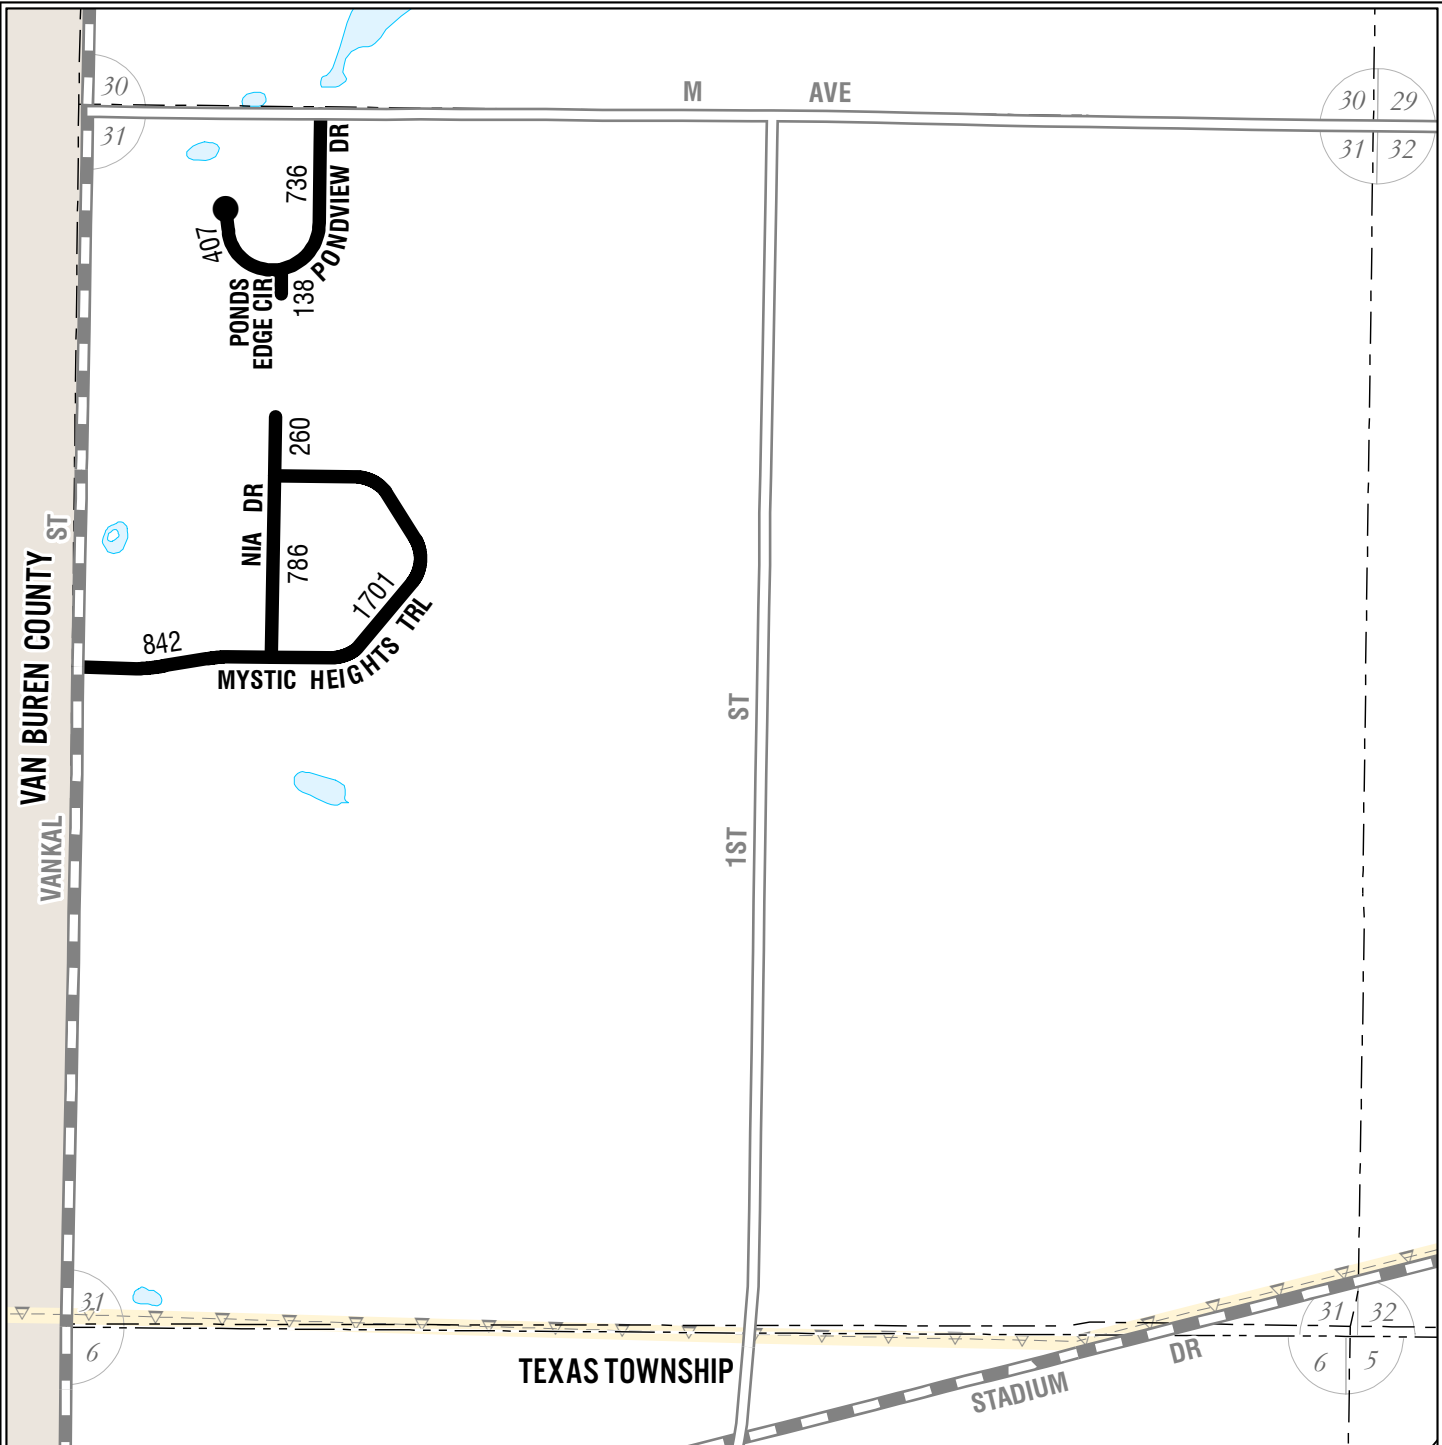 30
31
M AVE
30 29
31 32
736
PONDVIEW DR
407
138
PONDS
EDGE CIR
260
NIA DR
786
1701
842
MYSTIC HEIGHTS TRL
VAN BUREN COUNTY
VANKAL ST
1ST ST
31
6
TEXAS TOWNSHIP
STADIUM DR
31 32
6 5